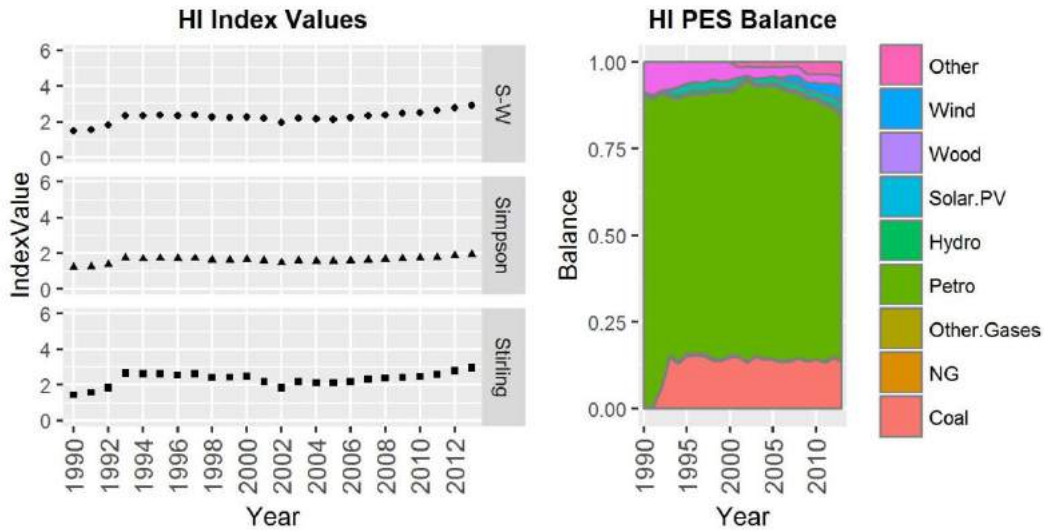 HI Index Values
IndexValue
6
4
2
0
S-W
6
4
2
0
Simpson
6
4
2
0
Stirling
1990
1992
1994
1996
1998
2000
2002
2004
2006
2008
2010
2012
Year
HI PES Balance
Balance
1.00
0.75
0.50
0.25
0.00
1990
1995
2000
2005
2010
Year
Other
Wind
Wood
Solar.PV
Hydro
Petro
Other.Gases
NG
Coal